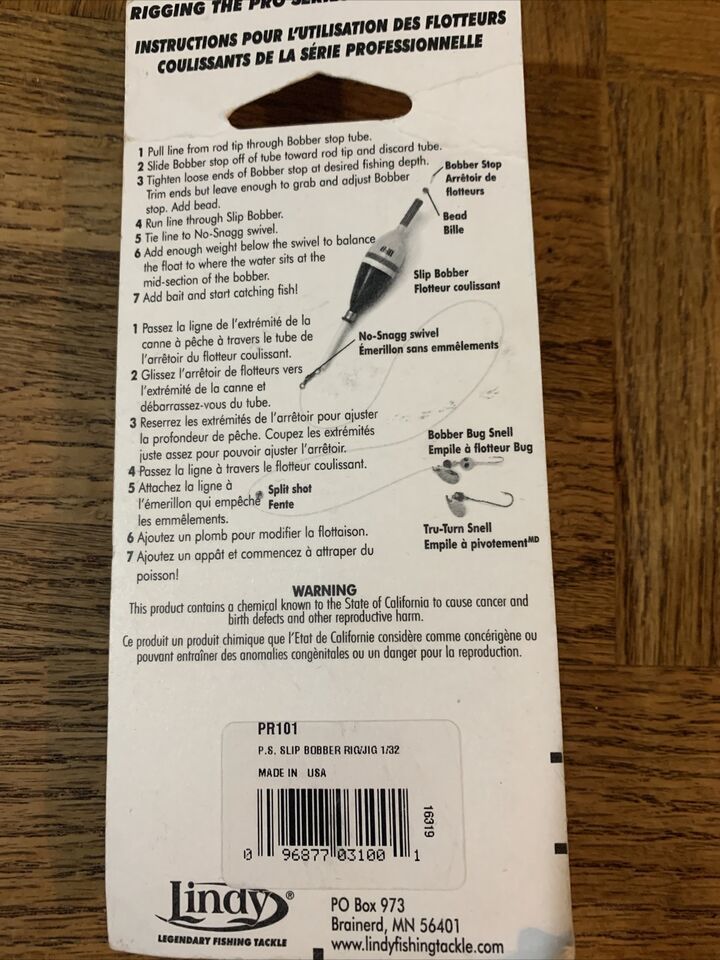 RIGGING THE PRO SERIES
INSTRUCTIONS POUR L'UTILISATION DES FLOTTEURS
COULISSANTS DE LA SÉRIE PROFESSIONNELLE
1 Pull line from rod tip through Bobber stop tube.
2 Slide Bobber stop off of tube toward rod tip and discard tube.
3 Tighten loose ends of Bobber stop at desired fishing depth.
Trim ends but leave enough to grab and adjust Bobber
stop. Add bead.
4 Run line through Slip Bobber.
5 Tie line to No-Snagg swivel.
6 Add enough weight below the swivel to balance
the float to where the water sits at the
mid-section of the bobber.
7 Add bait and start catching fish!
Bobber Stop
Arrêtoir de
flotteurs
Bead
Bille
Slip Bobber
Flotteur coulissant
No-Snagg swivel
Émerillon sans emmêlements
1 Passez la ligne de l'extrémité de la
canne à pêche à travers le tube de
l'arrêtoir du flotteur coulissant.
2 Glissez l'arrêtoir de flotteurs vers
l'extrémité de la canne et
débarrassez-vous du tube.
3 Reserrez les extrémités de l'arrêtoir pour ajuster
la profondeur de pêche. Coupez les extrémités
juste assez pour pouvoir ajuster l'arrêtoir.
4 Passez la ligne à travers le flotteur coulissant.
5 Attachez la ligne à
l'émerillon qui empêche
les emmêlements.
6 Ajoutez un plomb pour modifier la flottaison.
7 Ajoutez un appât et commencez à attraper du
poisson!
Split shot
Fente
Bobber Bug Snell
Empile à flotteur Bug
Tru-Turn Snell
Empile à pivotementMD
WARNING
This product contains a chemical known to the State of California to cause cancer and
birth defects and other reproductive harm.
Ce produit un produit chimique que l'Etat de Californie considère comme concérigène ou
pouvant entraîner des anomalies congènitales ou un danger pour la reproduction.
PR101
P.S. SLIP BOBBER RIG/JIG 1/32
MADE IN USA
16319
0 96877 03100 1
Lindy®
LEGENDARY FISHING TACKLE
PO Box 973
Brainerd, MN 56401
www.lindyfishingtackle.com